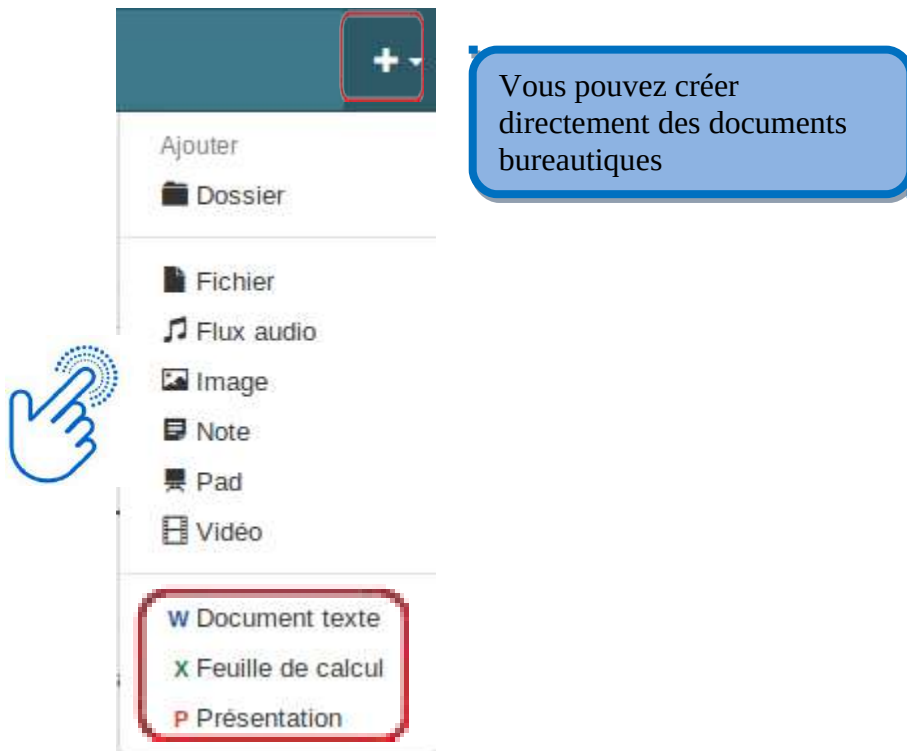 Vous pouvez créer
directement des documents
bureautiques
Ajouter
Dossier
Fichier
Flux audio
Image
Note
Pad
Vidéo
W Document texte
X Feuille de calcul
P Présentation